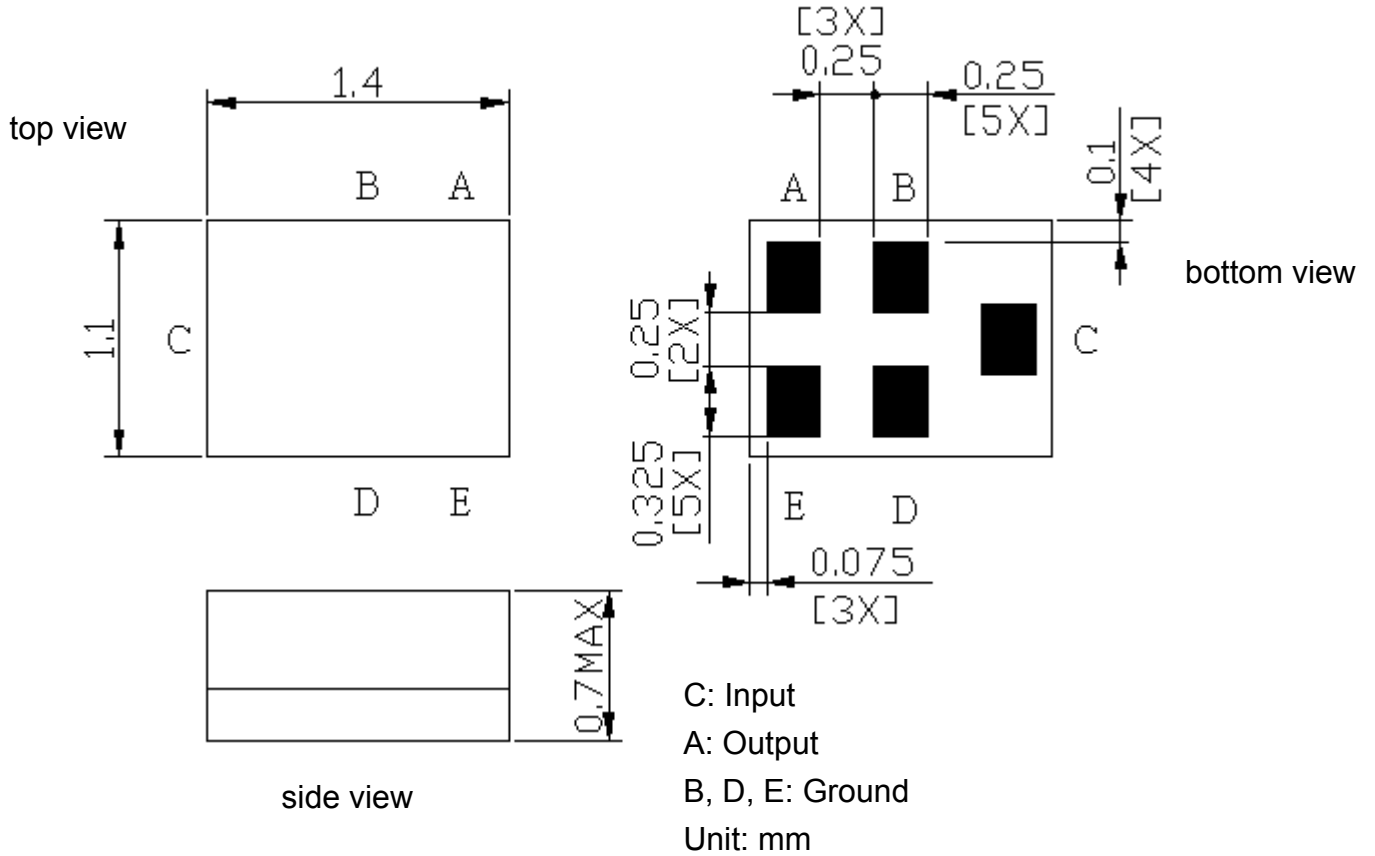 top view
1.4
B A
1.1
C
D E
0.7MAX
side view
[3X]
0.25
0.25
[5X]
0.1
[4X]
A B
bottom view
0.25
[2X]
C
0.325
[5X]
E D
0.075
[3X]
C: Input
A: Output
B, D, E: Ground
Unit: mm